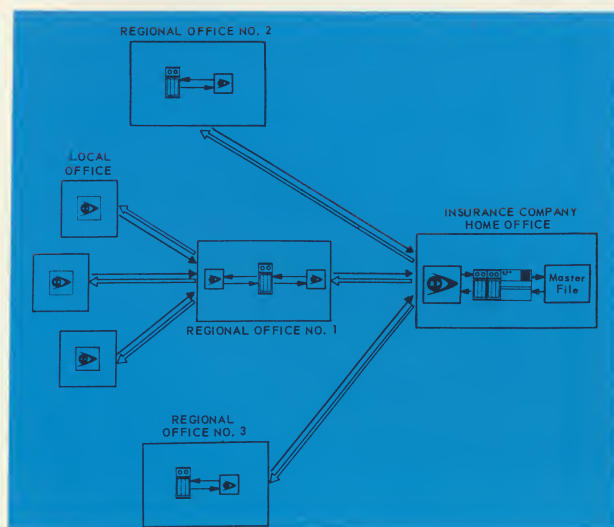 REGIONAL OFFICE NO. 2
LOCAL
OFFICE
INSURANCE COMPANY
HOME OFFICE
Master
File
REGIONAL OFFICE NO. 1
REGIONAL
OFFICE NO. 3